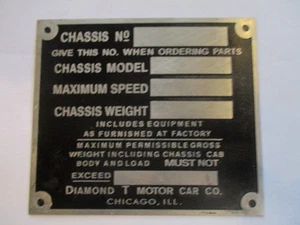 CHASSIS Nº
GIVE THIS NO. WHEN ORDERING PARTS
CHASSIS MODEL
MAXIMUM SPEED
CHASSIS WEIGHT
INCLUDES EQUIPMENT
AS FURNISHED AT FACTORY
MAXIMUM PERMISSIBLE GROSS
WEIGHT INCLUDING CHASSIS CAB
BODY AND LOAD MUST NOT
EXCEED
DIAMOND T MOTOR CAR CO.
CHICAGO, ILL.